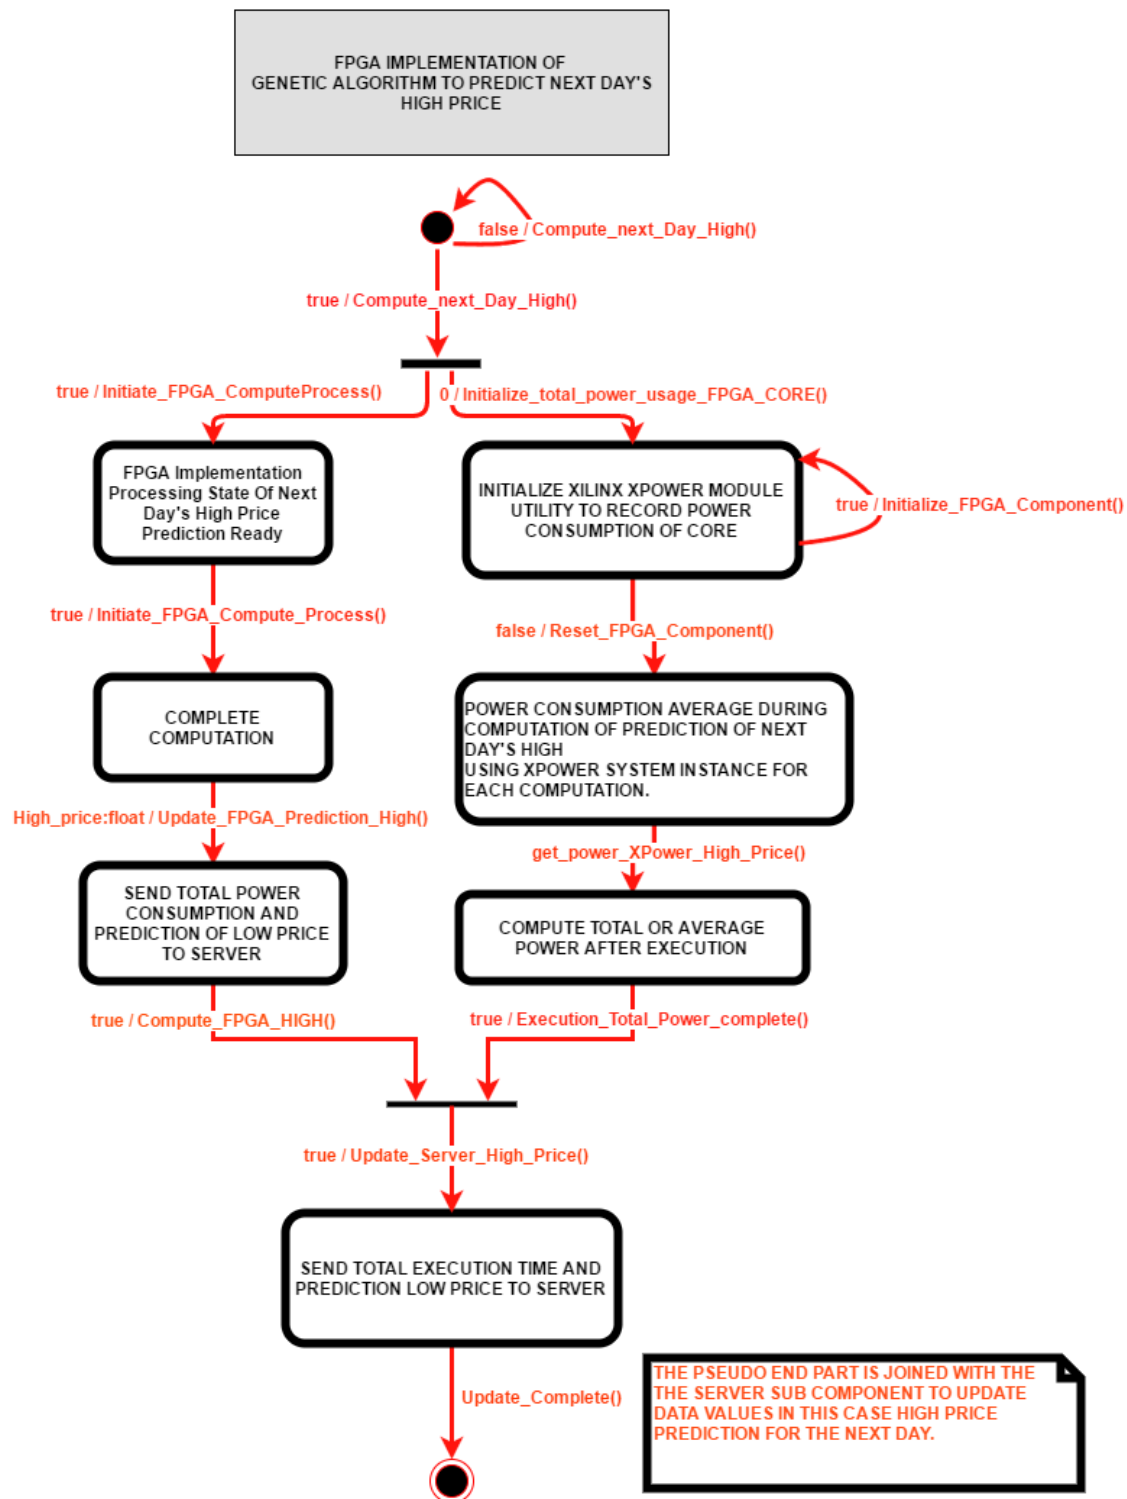 FPGA IMPLEMENTATION OF
GENETIC ALGORITHM TO PREDICT NEXT DAY'S
HIGH PRICE
false / Compute_next_Day_High()
true / Compute_next_Day_High()
true / Initiate_FPGA_ComputeProcess()
0 / Initialize_total_power_usage_FPGA_CORE()
FPGA Implementation
Processing State Of Next
Day's High Price
Prediction Ready
INITIALIZE XILINX XPOWER MODULE
UTILITY TO RECORD POWER
CONSUMPTION OF CORE
true / Initialize_FPGA_Component()
true / Initiate_FPGA_Compute_Process()
false / Reset_FPGA_Component()
COMPLETE
COMPUTATION
POWER CONSUMPTION AVERAGE DURING
COMPUTATION OF PREDICTION OF NEXT
DAY'S HIGH
USING XPOWER SYSTEM INSTANCE FOR
EACH COMPUTATION.
High_price:float / Update_FPGA_Prediction_High()
get_power_XPower_High_Price()
SEND TOTAL POWER
CONSUMPTION AND
PREDICTION OF LOW PRICE
TO SERVER
COMPUTE TOTAL OR AVERAGE
POWER AFTER EXECUTION
true / Compute_FPGA_HIGH()
true / Execution_Total_Power_complete()
true / Update_Server_High_Price()
SEND TOTAL EXECUTION TIME AND
PREDICTION LOW PRICE TO SERVER
Update_Complete()
THE PSEUDO END PART IS JOINED WITH THE
THE SERVER SUB COMPONENT TO UPDATE
DATA VALUES IN THIS CASE HIGH PRICE
PREDICTION FOR THE NEXT DAY.